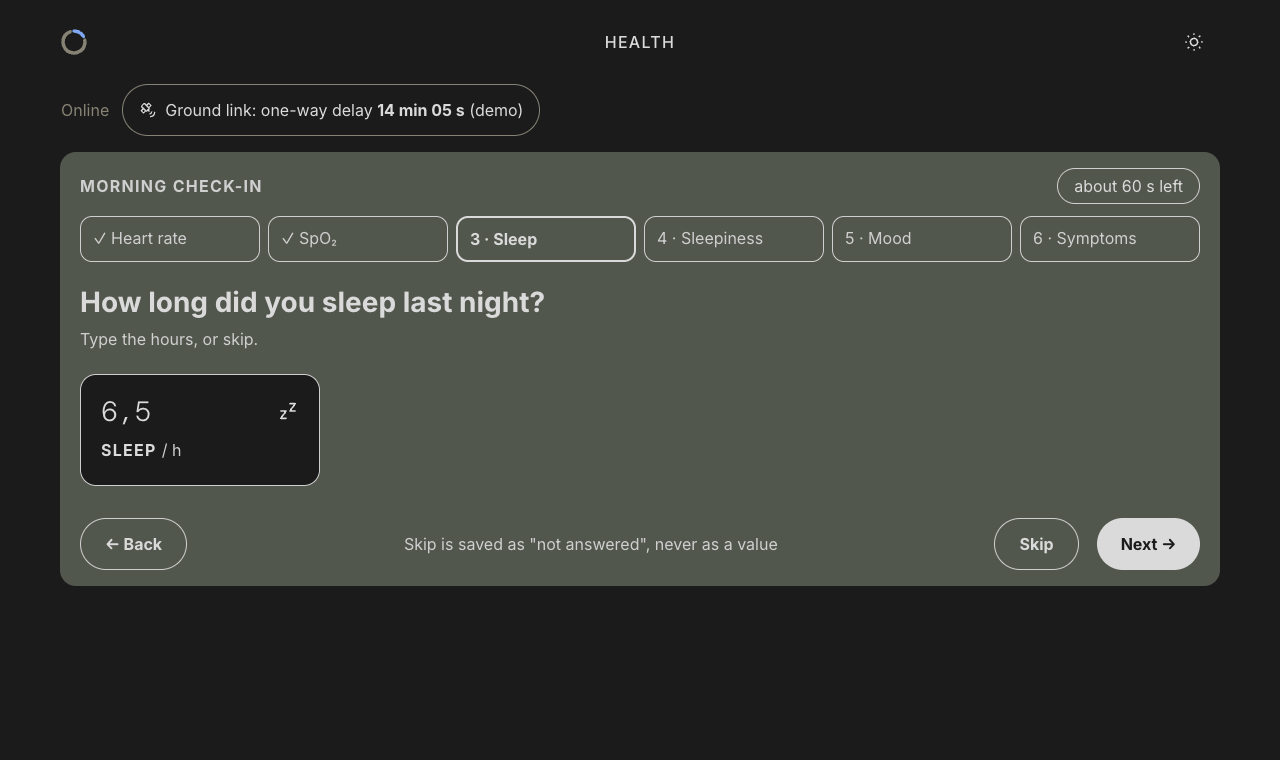 HEALTH
Online
Ground link: one-way delay 14 min 05 s (demo)
MORNING CHECK-IN
about 60 s left
✓ Heart rate
✓ SpO₂
3 · Sleep
4 · Sleepiness
5 · Mood
6 · Symptoms
How long did you sleep last night?
Type the hours, or skip.
6,5
zZ
SLEEP / h
← Back
Skip is saved as "not answered", never as a value
Skip
Next →